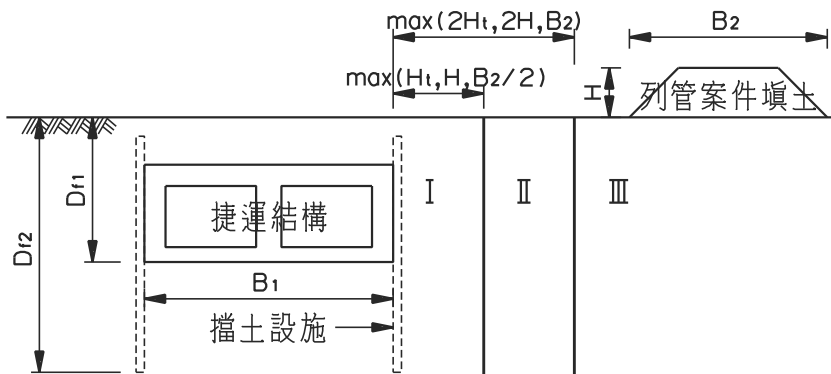 max(2Ht,2H,B2)
B2
max(Ht,H,B2/2)
H
列管案件填土
Df1
Df2
I
II
III
捷運結構
B1
擋土設施